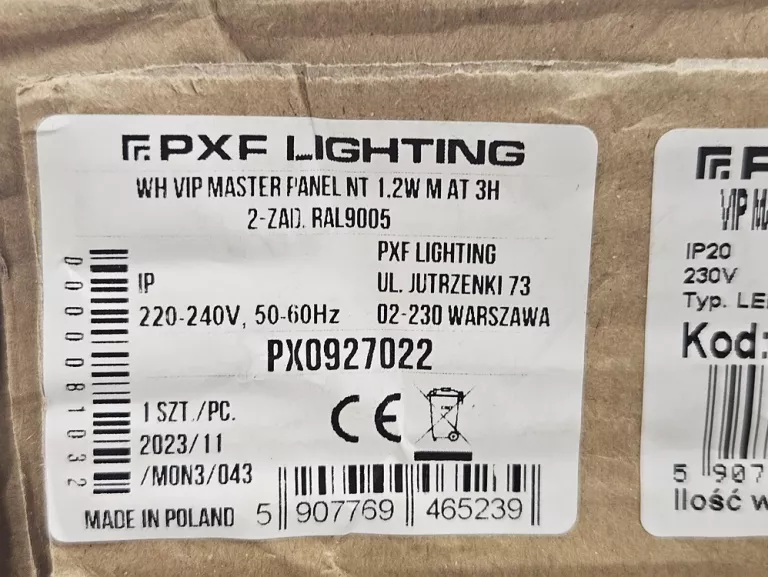 PXF LIGHTING
WH VIP MASTER PANEL NT 1.2W M AT 3H
2-ZAD. RAL9005
IP
220-240V, 50-60Hz
PXF LIGHTING
UL. JUTRZENKI 73
02-230 WARSZAWA
PX0927022
0000081032
1 SZT./PC.
2023/11
/MON3/043
CE
MADE IN POLAND
5 907769 465239
VIP
IP20
230V
Typ. LE
Kod:
5 907
Ilość w